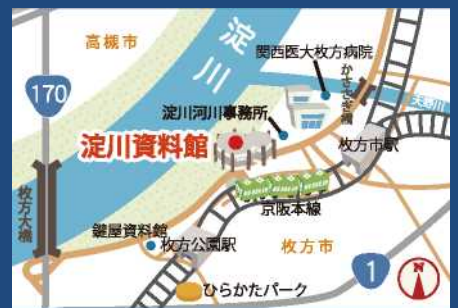 高槻市
淀川
関西医大枚方病院
170
かささぎ橋
天野川
淀川河川事務所
淀川資料館
枚方市駅
枚方大橋
京阪本線
鍵屋資料館
枚方公園駅
枚方市
1
N
ひらかたパーク